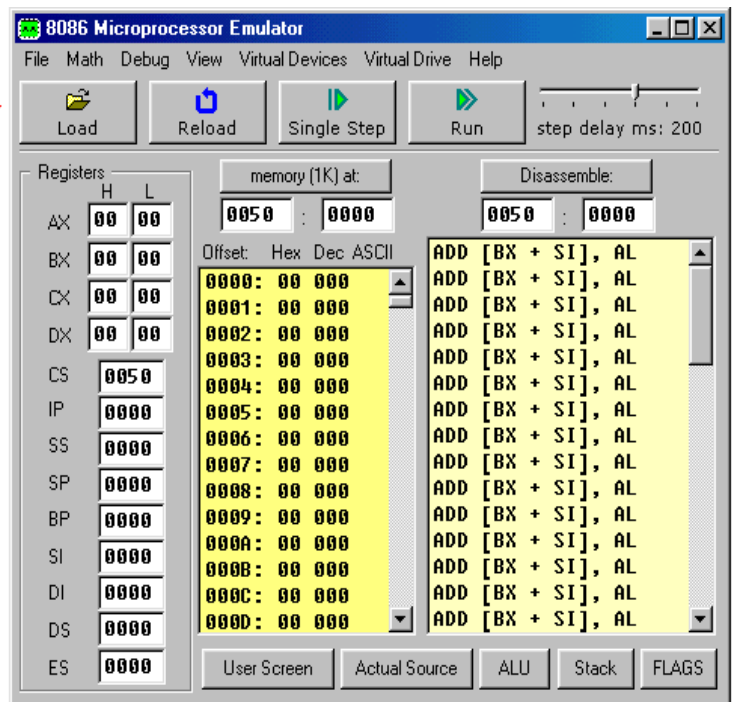 8086 Microprocessor Emulator
File Math Debug View Virtual Devices Virtual Drive Help
Load Reload Single Step Run step delay ms: 200
Registers
H L
AX 00 00
BX 00 00
CX 00 00
DX 00 00
CS 0050
IP 0000
SS 0000
SP 0000
BP 0000
SI 0000
DI 0000
DS 0000
ES 0000
memory (1K) at:
0050 : 0000
Offset: Hex Dec ASCII
0000: 00 000
0001: 00 000
0002: 00 000
0003: 00 000
0004: 00 000
0005: 00 000
0006: 00 000
0007: 00 000
0008: 00 000
0009: 00 000
000A: 00 000
000B: 00 000
000C: 00 000
000D: 00 000
Disassemble:
0050 : 0000
ADD [BX + SI], AL
ADD [BX + SI], AL
ADD [BX + SI], AL
ADD [BX + SI], AL
ADD [BX + SI], AL
ADD [BX + SI], AL
ADD [BX + SI], AL
ADD [BX + SI], AL
ADD [BX + SI], AL
ADD [BX + SI], AL
ADD [BX + SI], AL
ADD [BX + SI], AL
ADD [BX + SI], AL
ADD [BX + SI], AL
User Screen Actual Source ALU Stack FLAGS